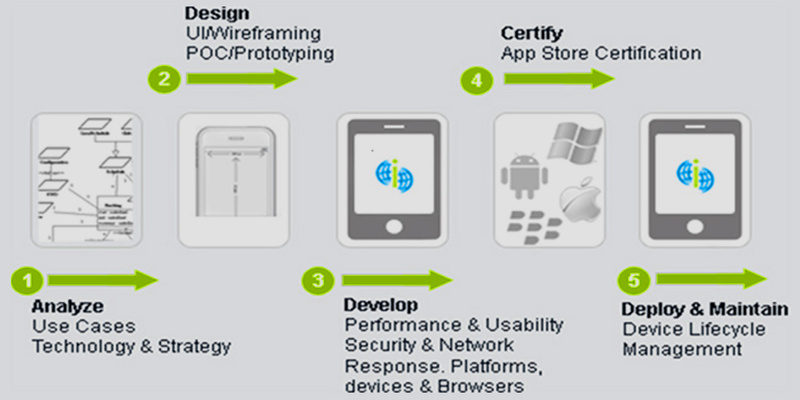 1
Analyze
Use Cases
Technology & Strategy
2
Design
UI/Wireframing
POC/Prototyping
3
Develop
Performance & Usability
Security & Network
Response. Platforms,
devices & Browsers
4
Certify
App Store Certification
5
Deploy & Maintain
Device Lifecycle
Management